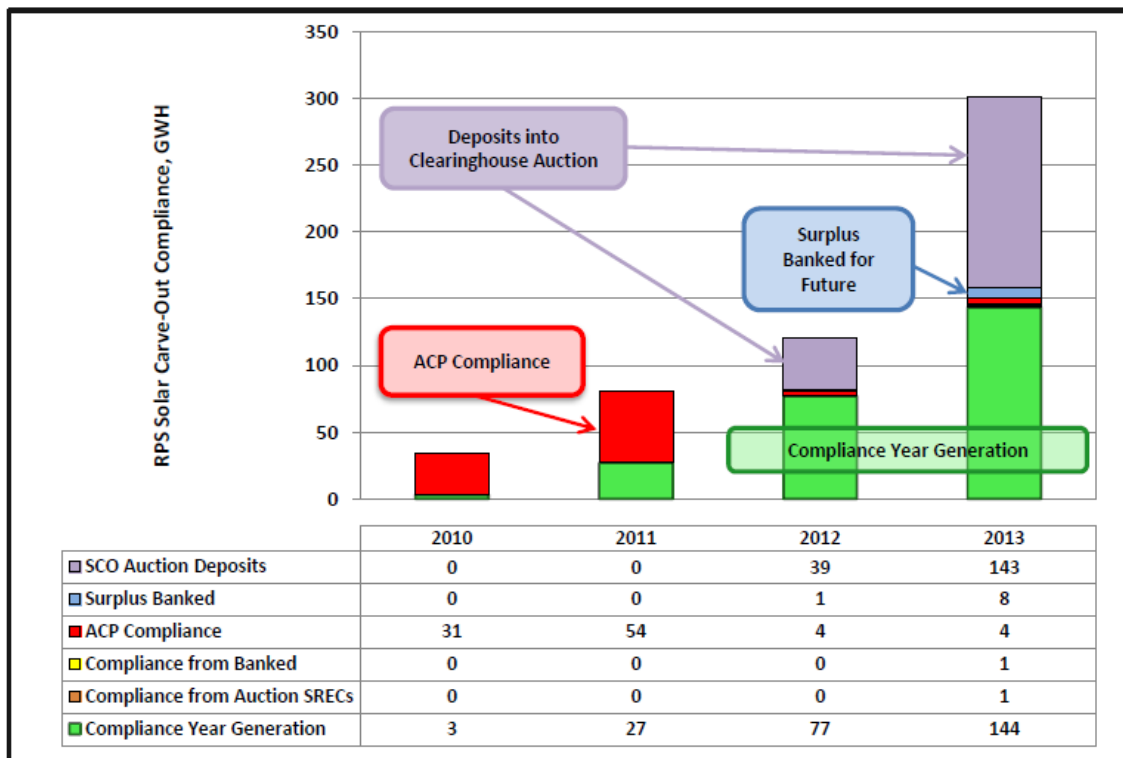 RPS Solar Carve-Out Compliance, GWH
350
300
250
200
150
100
50
0
Deposits into
Clearinghouse Auction
Surplus
Banked for
Future
ACP Compliance
Compliance Year Generation
2010 2011 2012 2013
SCO Auction Deposits 0 0 39 143
Surplus Banked 0 0 1 8
ACP Compliance 31 54 4 4
Compliance from Banked 0 0 0 1
Compliance from Auction SRECs 0 0 0 1
Compliance Year Generation 3 27 77 144